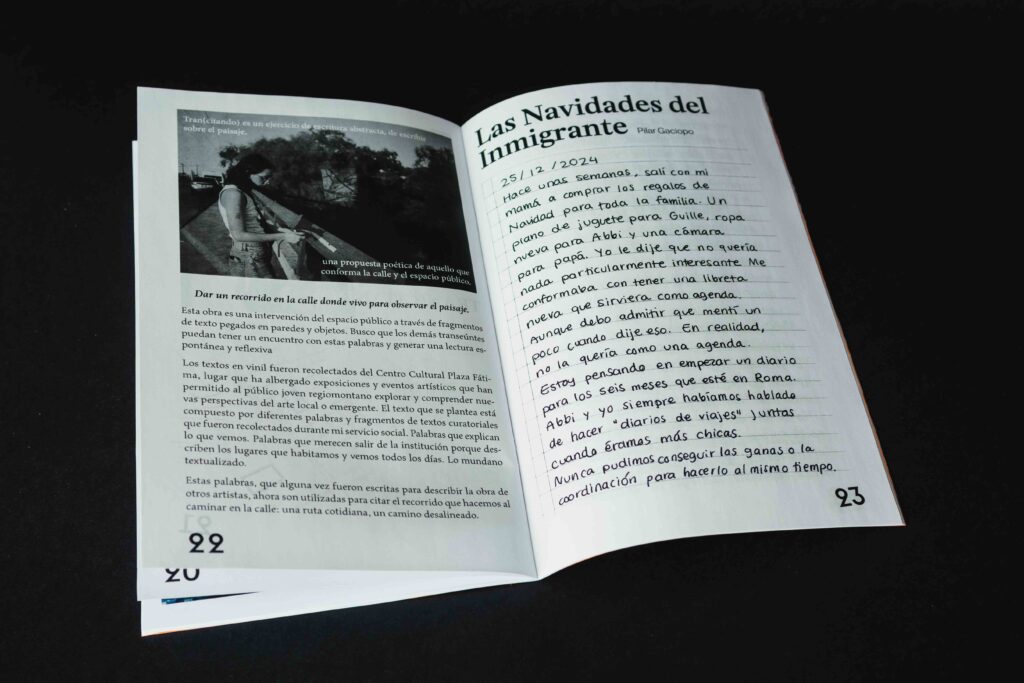 Tran(citando) es un ejercicio de escritura abstracta, de escribir
sobre el paisaje.
una propuesta poética de aquello que
conforma la calle y el espacio público.
Dar un recorrido en la calle donde vivo para observar el paisaje.
Esta obra es una intervención del espacio público a través de fragmentos
de texto pegados en paredes y objetos. Busco que los demás transeúntes
puedan tener un encuentro con estas palabras y generar una lectura es-
pontánea y reflexiva
Los textos en vinil fueron recolectados del Centro Cultural Plaza Fáti-
ma, lugar que ha albergado exposiciones y eventos artísticos que han
permitido al público joven regiomontano explorar y comprender nue-
vas perspectivas del arte local o emergente. El texto que se plantea está
compuesto por diferentes palabras y fragmentos de textos curatoriales
que fueron recolectados durante mi servicio social. Palabras que explican
lo que vemos. Palabras que merecen salir de la institución porque des-
criben los lugares que habitamos y vemos todos los días. Lo mundano
textualizado.
Estas palabras, que alguna vez fueron escritas para describir la obra de
otros artistas, ahora son utilizadas para citar el recorrido que hacemos al
caminar en la calle: una ruta cotidiana, un camino desalineado.
22
20
Las Navidades del
Inmigrante Pilar Gaciopo
25/12/2024
Hace unas semanas, salí con mi
mamá a comprar los regalos de
Navidad para toda la familia. Un
piano de juguete para Guille, ropa
nueva para Abbi y una cámara
para papá. Yo le dije que no quería
nada particularmente interesante Me
conformaba con tener una libreta
nueva que sirviera como agenda.
Aunque debo admitir que mentí un
poco cuando dije eso. En realidad,
no la quería como una agenda.
Estoy pensando en empezar un diario
para los seis meses que esté en Roma.
Abbi y yo siempre habíamos hablado
de hacer "diarios de viajes" juntas
cuando éramos más chicas.
Nunca pudimos conseguir las ganas o la
coordinación para hacerlo al mismo tiempo.
23